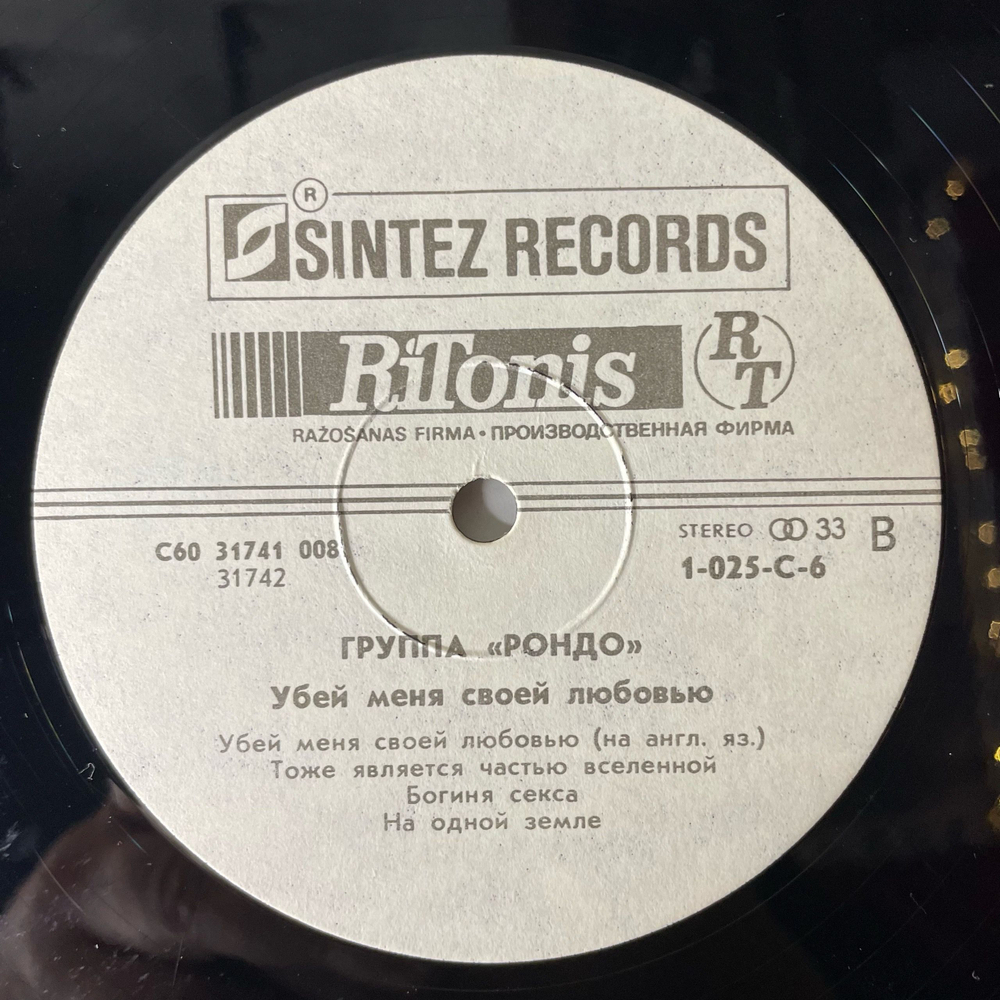 ®
SINTEZ RECORDS
RiTonis RT
RAŽOŠANAS FIRMA • ПРОИЗВОДСТВЕННАЯ ФИРМА
C60 31741 008 STEREO 33 B
31742 1-025-C-6
ГРУППА «РОНДО»
Убей меня своей любовью
Убей меня своей любовью (на англ. яз.)
Тоже является частью вселенной
Богиня секса
На одной земле